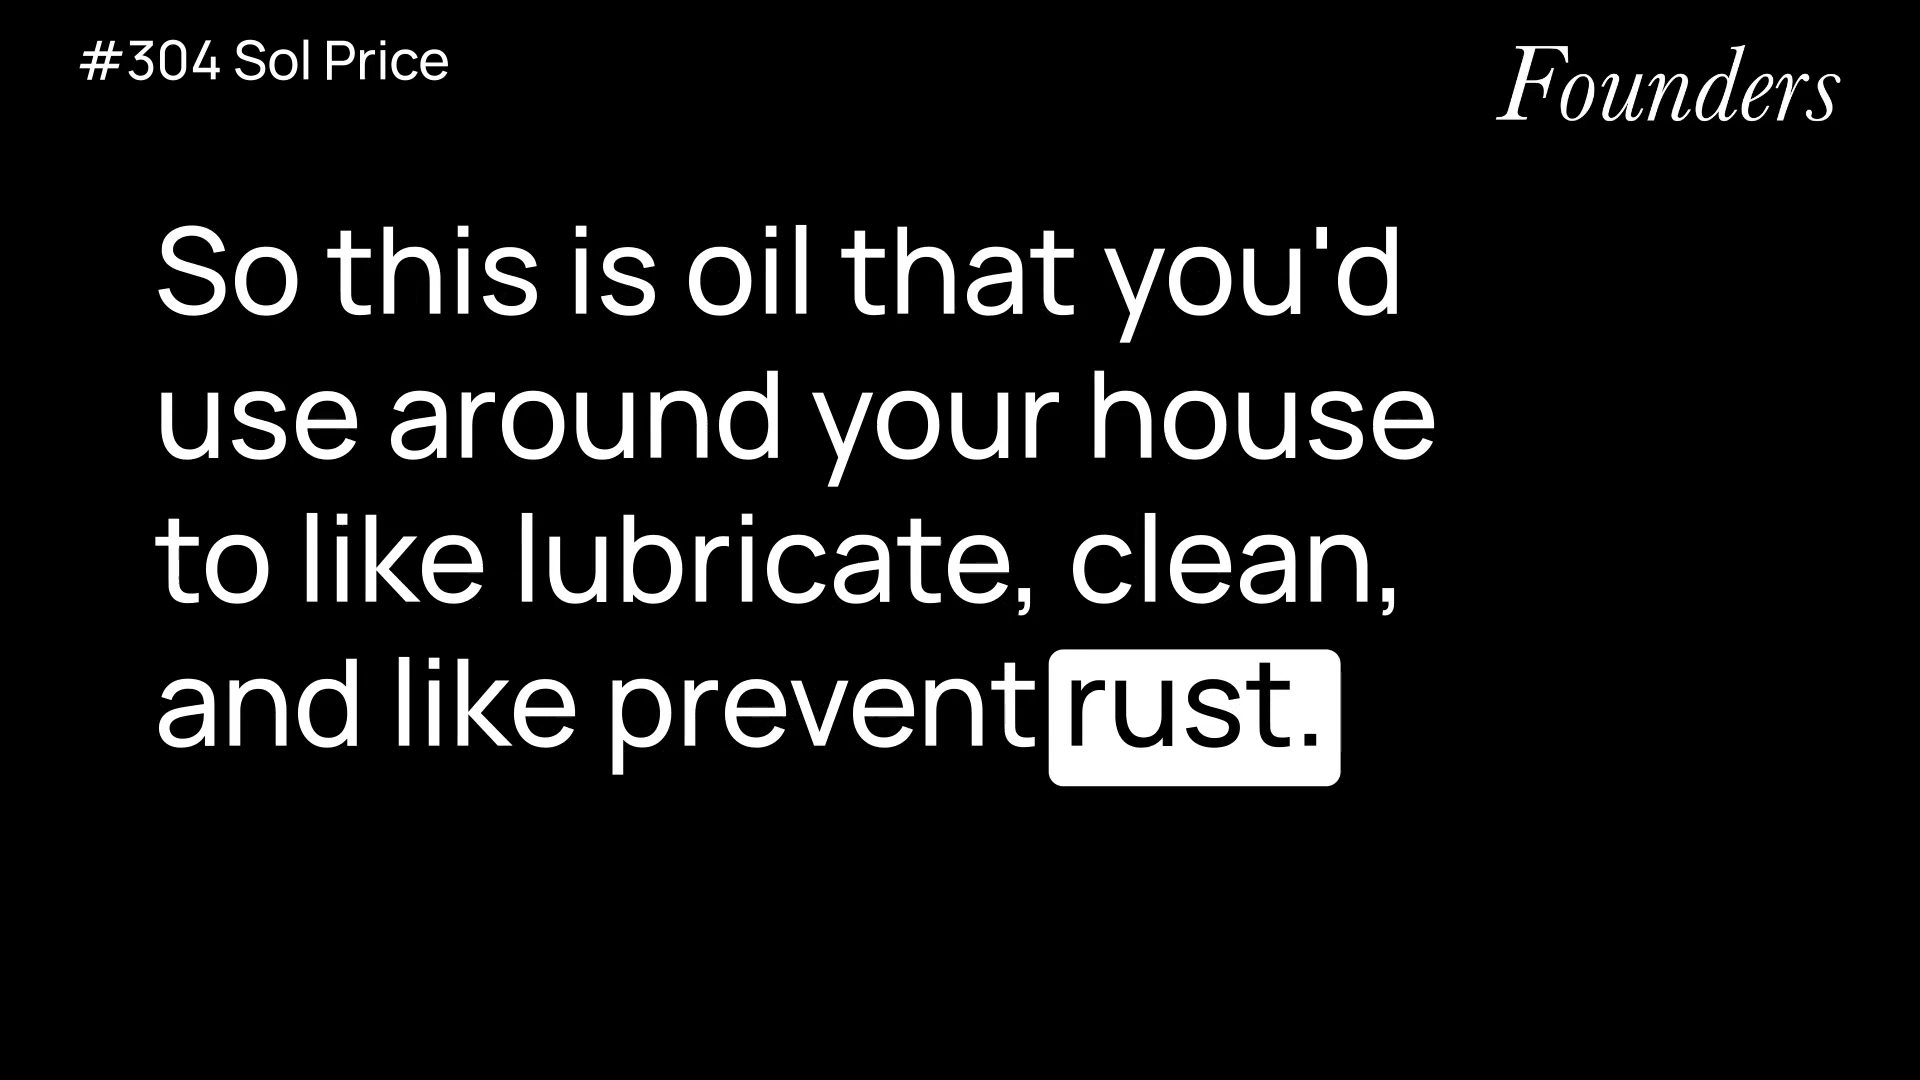 #304 Sol Price
Founders
So this is oil that you'd
use around your house
to like lubricate, clean,
and like prevent rust.